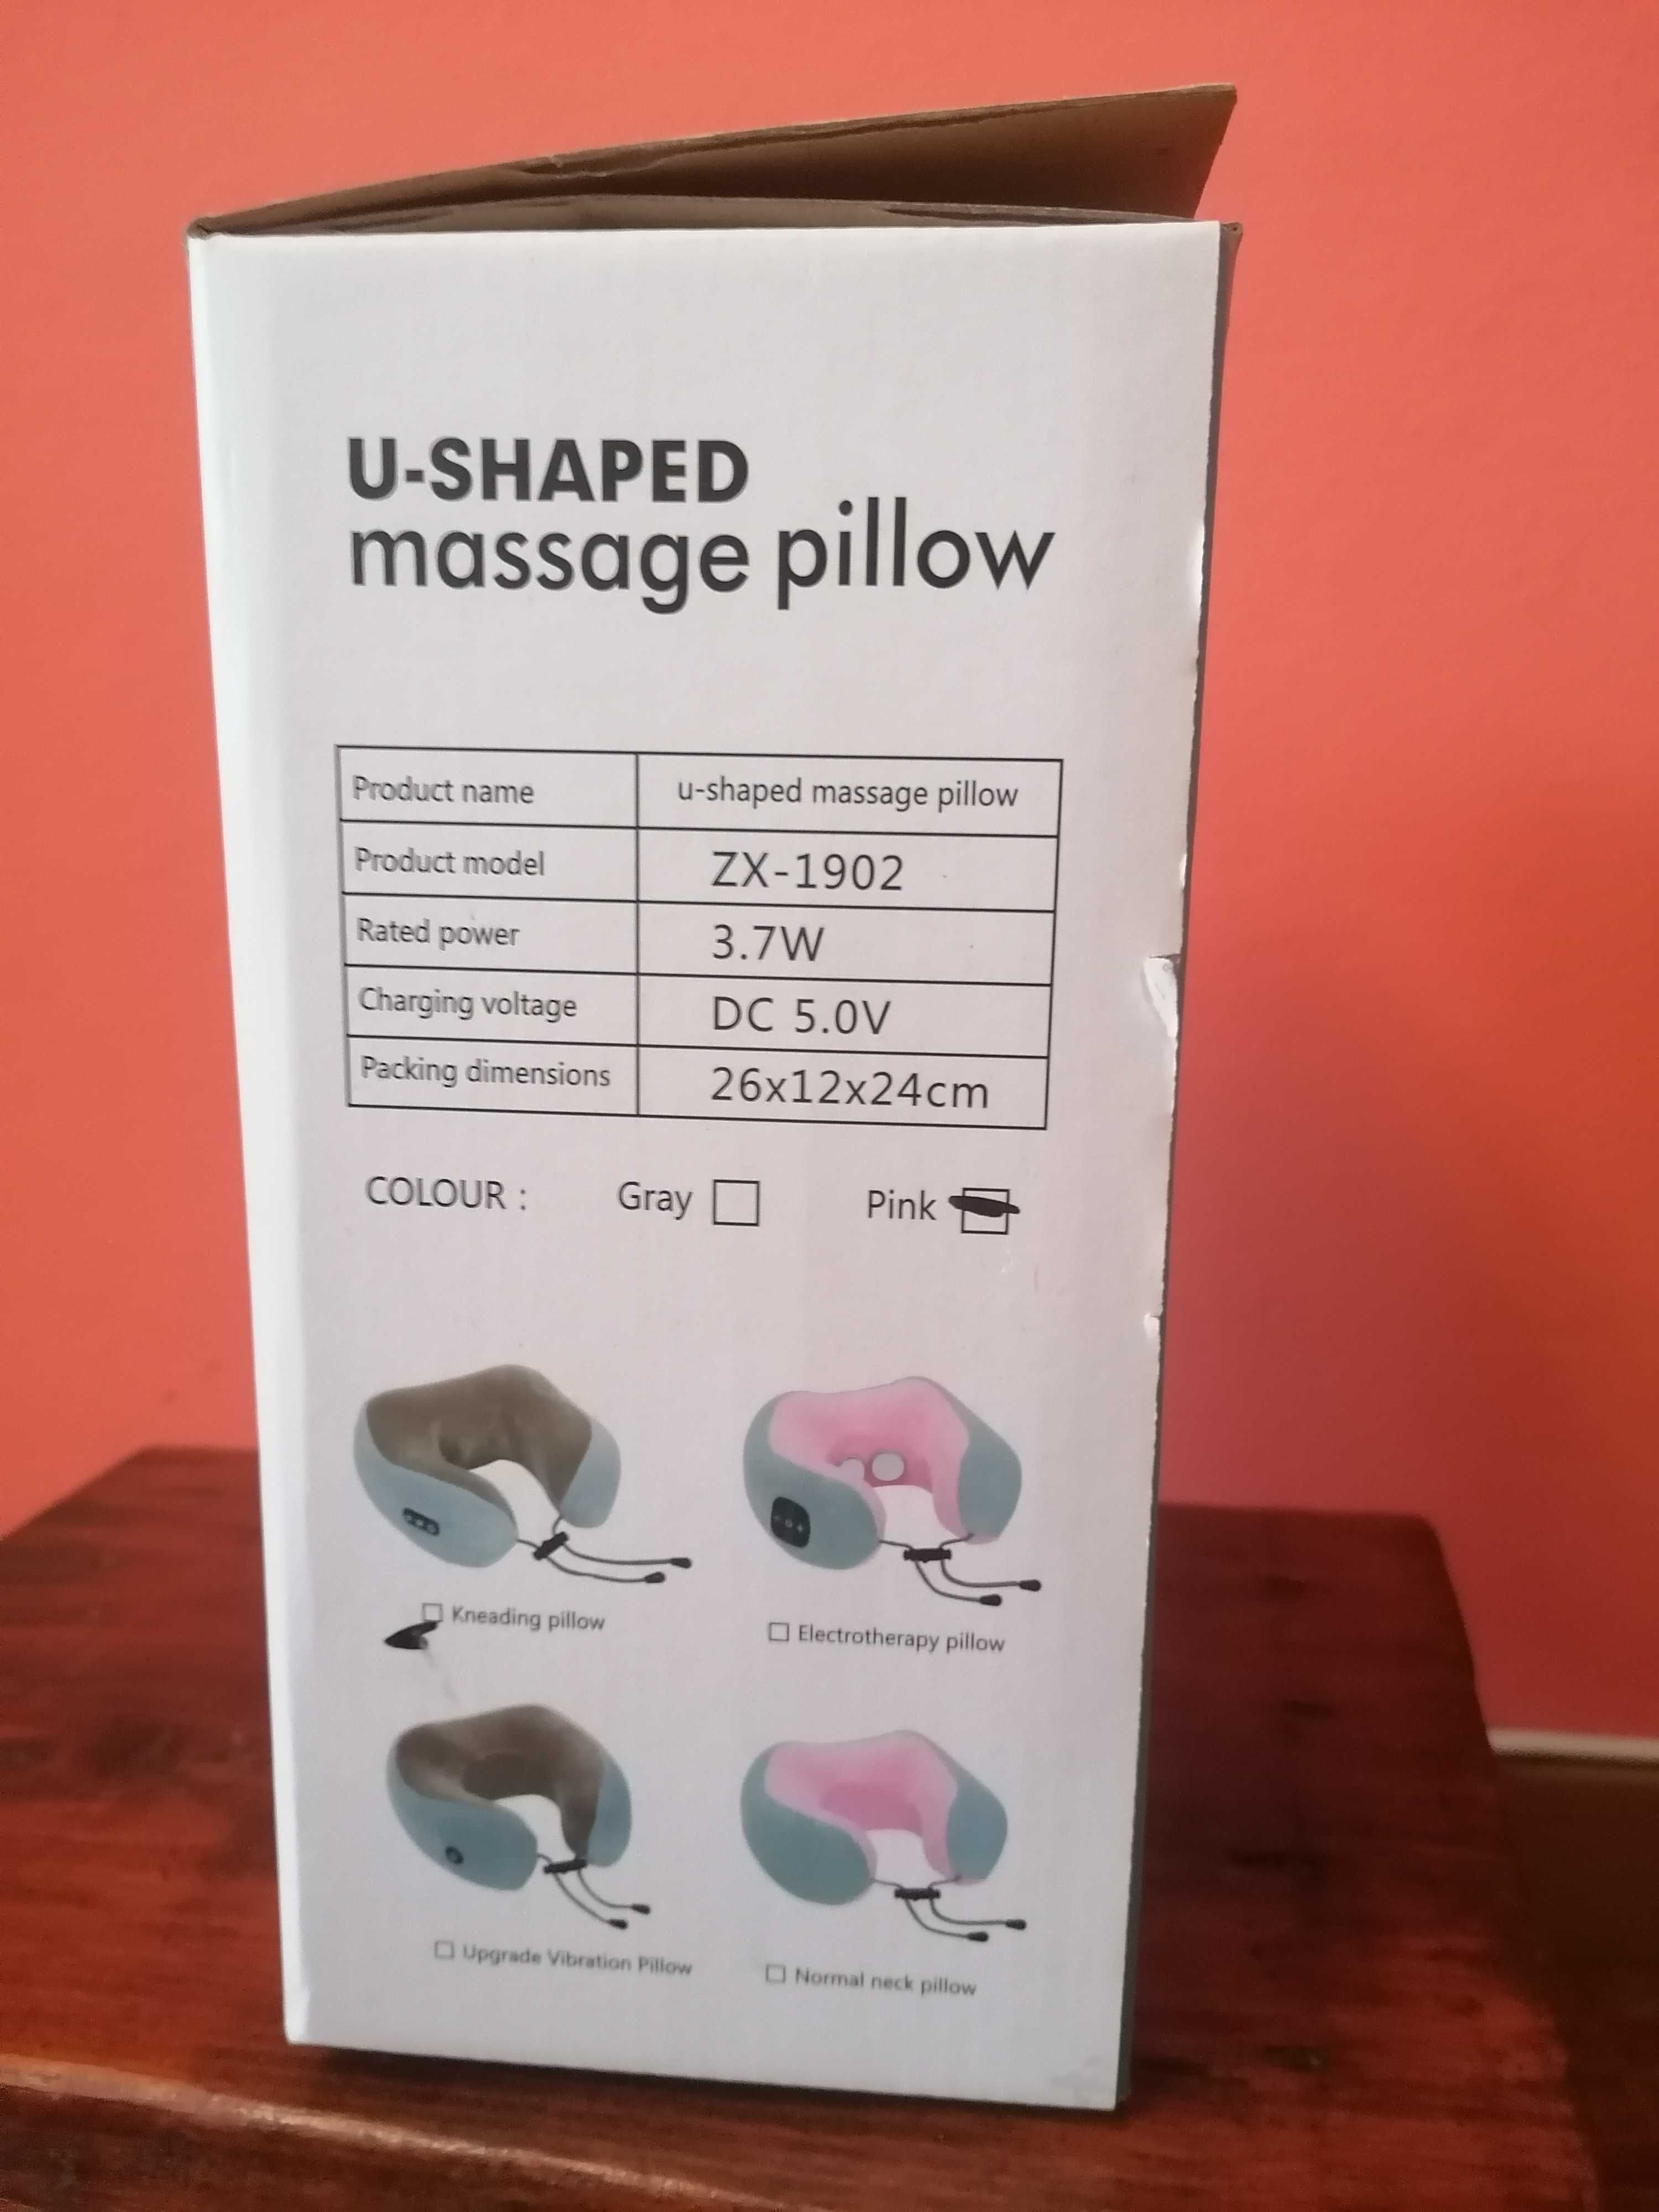 U-SHAPED
massage pillow
Product name u-shaped massage pillow
Product model ZX-1902
Rated power 3.7W
Charging voltage DC 5.0V
Packing dimensions 26x12x24cm
COLOUR : Gray Pink
Kneading pillow Electrotherapy pillow
Upgrade Vibration Pillow Normal neck pillow